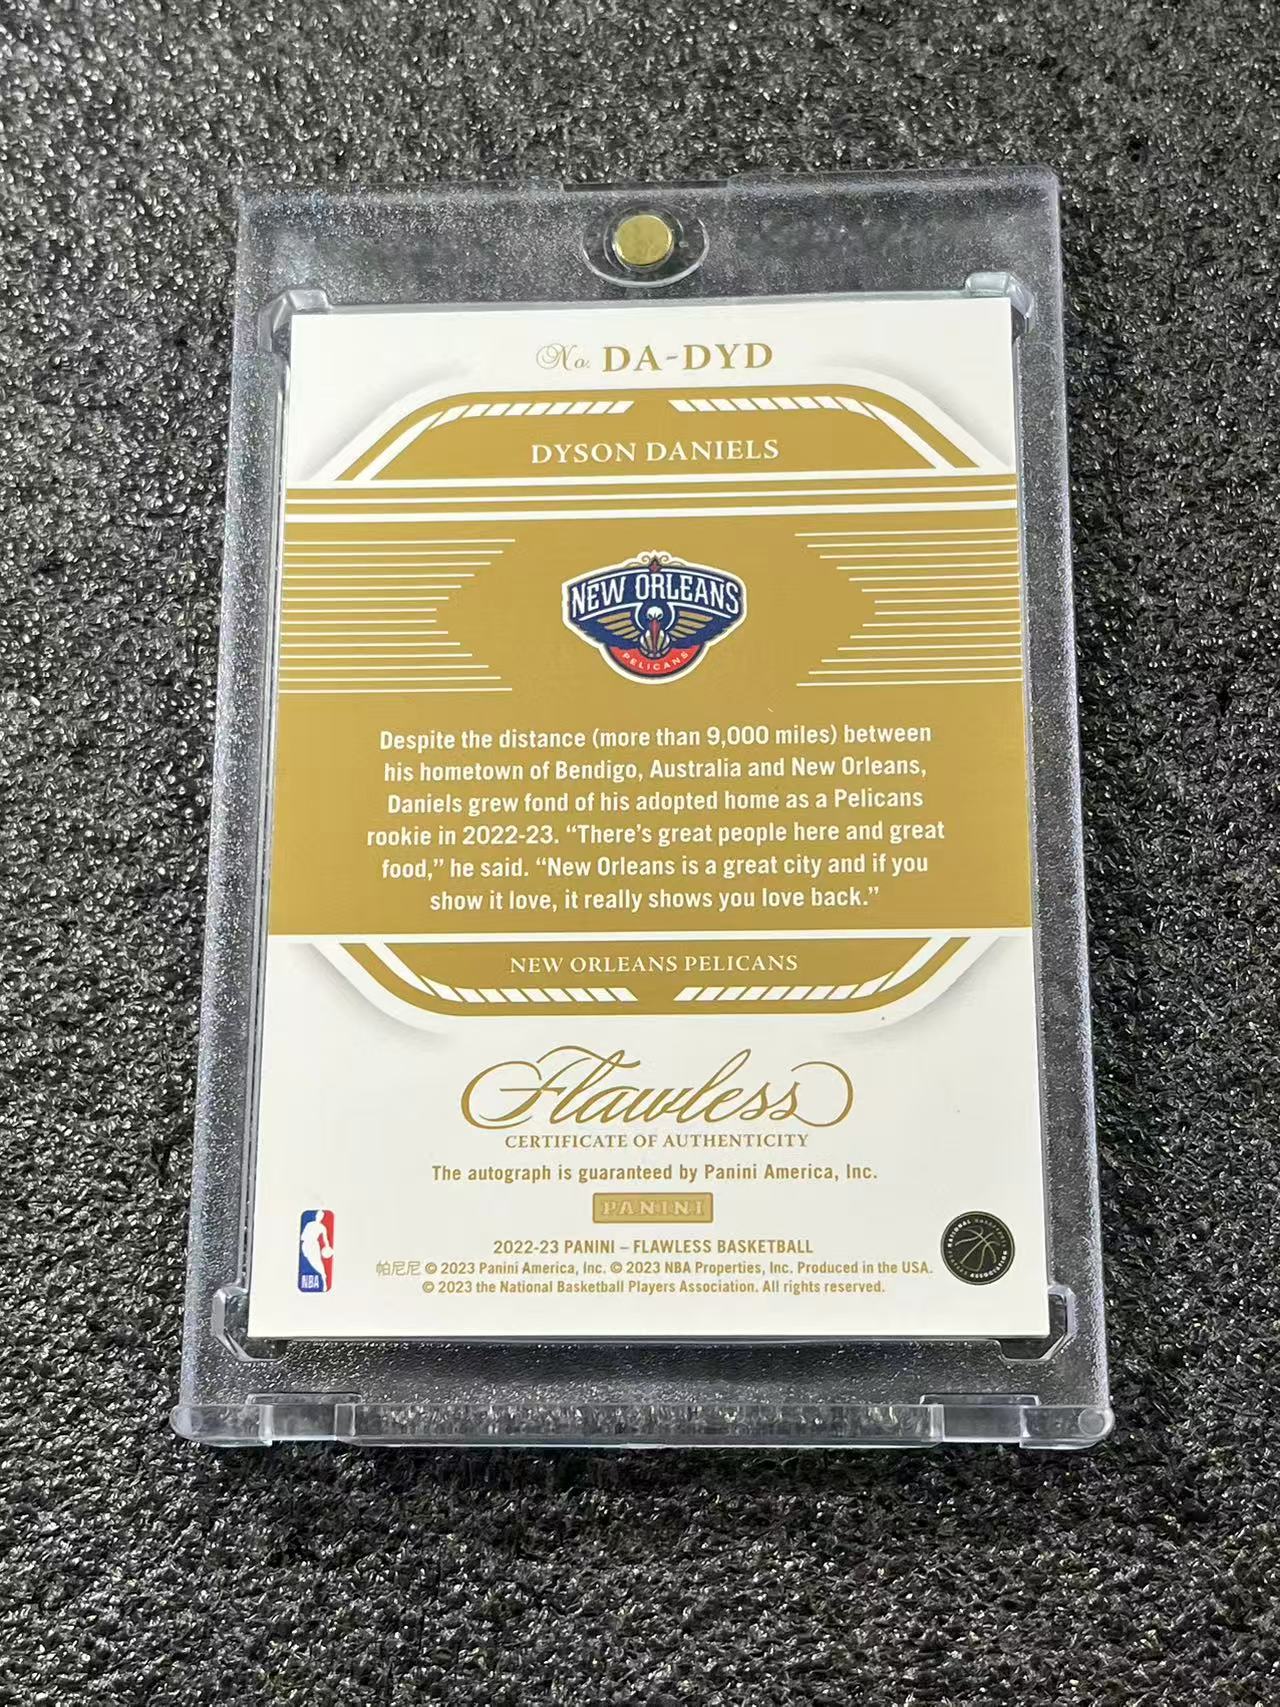 No. DA-DYD
DYSON DANIELS
NEW ORLEANS
PELICANS
Despite the distance (more than 9,000 miles) between
his hometown of Bendigo, Australia and New Orleans,
Daniels grew fond of his adopted home as a Pelicans
rookie in 2022-23. “There’s great people here and great
food,” he said. “New Orleans is a great city and if you
show it love, it really shows you love back.”
NEW ORLEANS PELICANS
Flawless
CERTIFICATE OF AUTHENTICITY
The autograph is guaranteed by Panini America, Inc.
PANINI
NBA
2022-23 PANINI – FLAWLESS BASKETBALL
帕尼尼 © 2023 Panini America, Inc. © 2023 NBA Properties, Inc. Produced in the USA.
© 2023 the National Basketball Players Association. All rights reserved.
NATIONAL BASKETBALL PLAYERS ASSOCIATION